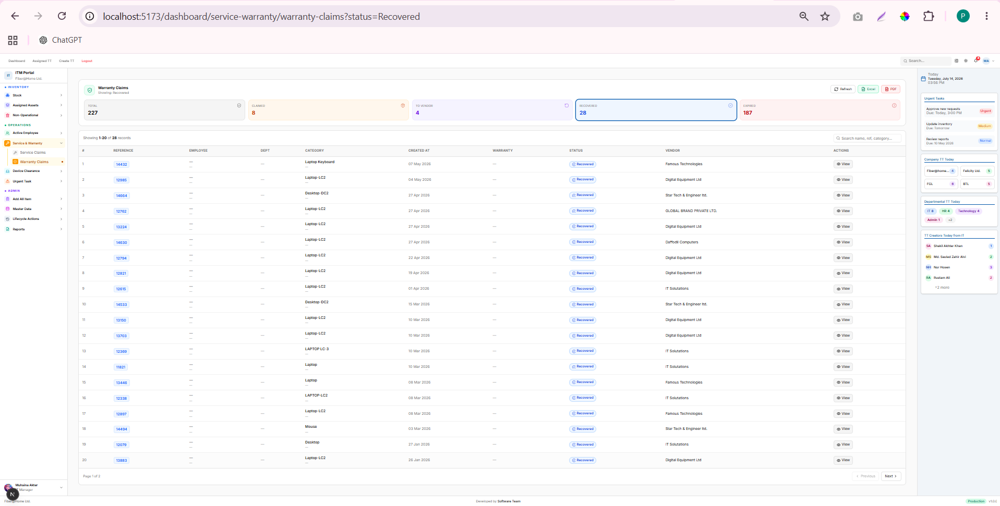 localhost:5173/dashboard/service-warranty/warranty-claims?status=Recovered
P
ChatGPT
Dashboard Assigned TT Create TT Logout
Search... 3 MA
IT ITM Portal
Fiber@Home Ltd.
INVENTORY
Stock
Assigned Assets
Non-Operational
OPERATIONS
Active Employee
Service & Warranty
Service Claims
Warranty Claims
Device Clearance
Urgent Task
ADMIN
Add All Item
Master Data
Lifecycle Actions
Reports
Muhsina Akter
IT Manager
N
Fiber@Home Ltd.
Warranty Claims
Showing: Recovered
Refresh Excel PDF
TOTAL
227
CLAIMED
8
TO VENDOR
4
RECOVERED
28
EXPIRED
187
Showing 1-20 of 28 records
Search name, ref, category...
# REFERENCE EMPLOYEE DEPT CATEGORY CREATED AT WARRANTY STATUS VENDOR ACTIONS
1 14432 — — — Laptop Keyboard — 07 May 2026 — Recovered Famous Technologies View
2 12985 — — — Laptop-LC2 — 04 May 2026 — Recovered Digital Equipment Ltd View
3 14664 — — — Desktop-DC2 — 27 Apr 2026 — Recovered Star Tech & Engineer ltd. View
4 12762 — — — Laptop-LC2 — 27 Apr 2026 — Recovered GLOBAL BRAND PRIVATE LTD. View
5 13224 — — — Laptop-LC2 — 27 Apr 2026 — Recovered Digital Equipment Ltd View
6 14630 — — — Laptop-LC2 — 27 Apr 2026 — Recovered Daffodil Computers View
7 12794 — — — Laptop-LC2 — 22 Apr 2026 — Recovered Digital Equipment Ltd View
8 12821 — — — Laptop-LC2 — 19 Apr 2026 — Recovered Digital Equipment Ltd View
9 12615 — — — Laptop-LC2 — 01 Apr 2026 — Recovered IT Solutations View
10 14533 — — — Desktop-DC2 — 15 Mar 2026 — Recovered Star Tech & Engineer ltd. View
11 13150 — — — Laptop-LC2 — 10 Mar 2026 — Recovered Digital Equipment Ltd View
12 13703 — — — Laptop-LC2 — 10 Mar 2026 — Recovered Digital Equipment Ltd View
13 12369 — — — LAPTOP LC-3 — 10 Mar 2026 — Recovered IT Solutations View
14 11821 — — — Laptop — 10 Mar 2026 — Recovered IT Solutations View
15 13446 — — — Laptop — 08 Mar 2026 — Recovered Famous Technologies View
16 12338 — — — LAPTOP-LC2 — 08 Mar 2026 — Recovered IT Solutations View
17 12897 — — — Laptop-LC2 — 08 Mar 2026 — Recovered Famous Technologies View
18 14494 — — — Mouse — 03 Mar 2026 — Recovered Star Tech & Engineer ltd. View
19 12079 — — — Desktop — 27 Jan 2026 — Recovered IT Solutations View
20 13883 — — — Laptop-LC2 — 26 Jan 2026 — Recovered Digital Equipment Ltd View
Page 1 of 2
Previous Next
Developed by Software Team
Today
Tuesday, July 14, 2026
03:56 PM
Urgent Tasks
Approve new requests
Due: Today, 3:00 PM
Urgent
Update inventory
Due: Tomorrow
Medium
Review reports
Due: 10 May 2026
Normal
Company TT Today
Fiber@home... 4 Felicity Ltd. 5
FGL 6 BTL 5
Departmental TT Today
IT 8 HR 4 Technology 4
Admin 1 +2
TT Creators Today from IT
SA Shakil Akhter Khan 1
MS Md. Saulad Zahir Alvi 2
NH Nur Hosen 3
RA Rustam Ali 2
2 more
Production v1.0.0